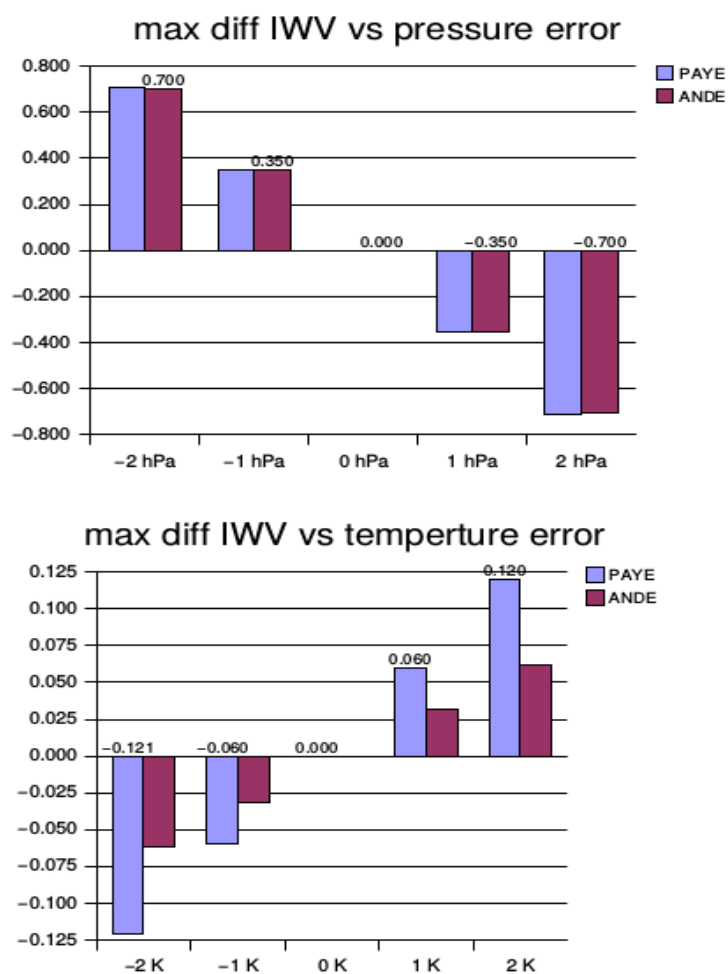 max diff IWV vs pressure error
0.800
0.600
0.400
0.200
0.000
−0.200
−0.400
−0.600
−0.800
0.700
0.350
0.000
−0.350
−0.700
−2 hPa
−1 hPa
0 hPa
1 hPa
2 hPa
PAYE
ANDE
max diff IWV vs temperture error
0.125
0.100
0.075
0.050
0.025
0.000
−0.025
−0.050
−0.075
−0.100
−0.125
−0.121
−0.060
0.000
0.060
0.120
−2 K
−1 K
0 K
1 K
2 K
PAYE
ANDE